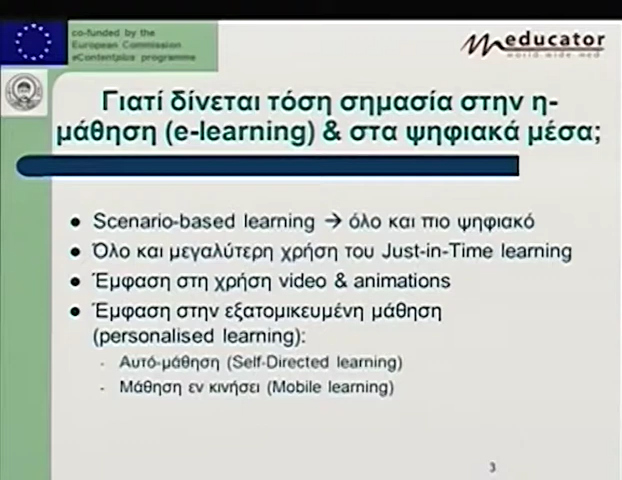 co-funded by the
European Commission
eContentplus programme
meducator
world wide med
Γιατί δίνεται τόση σημασία στην η-
μάθηση (e-learning) & στα ψηφιακά μέσα;
● Scenario-based learning → όλο και πιο ψηφιακό
● Όλο και μεγαλύτερη χρήση του Just-in-Time learning
● Έμφαση στη χρήση video & animations
● Έμφαση στην εξατομικευμένη μάθηση
(personalised learning):
- Αυτό-μάθηση (Self-Directed learning)
- Μάθηση εν κινήσει (Mobile learning)
3